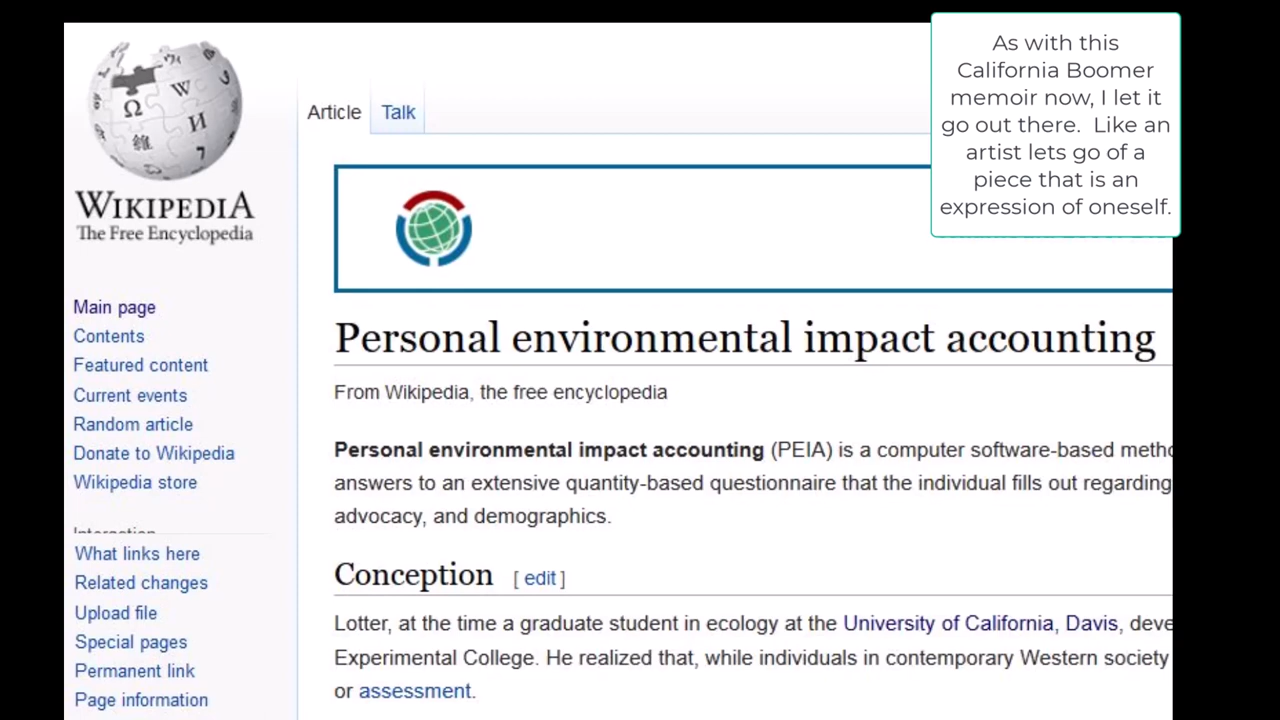 As with this
California Boomer
memoir now, I let it
go out there. Like an
artist lets go of a
piece that is an
expression of oneself.
WIKIPEDIA
The Free Encyclopedia
Main page
Contents
Featured content
Current events
Random article
Donate to Wikipedia
Wikipedia store
Interaction
What links here
Related changes
Upload file
Special pages
Permanent link
Page information
Article Talk
Personal environmental impact accounting
From Wikipedia, the free encyclopedia
Personal environmental impact accounting (PEIA) is a computer software-based
answers to an extensive quantity-based questionnaire that the individual fills out regarding
advocacy, and demographics.
Conception [ edit ]
Lotter, at the time a graduate student in ecology at the University of California, Davis,
Experimental College. He realized that, while individuals in contemporary Western society
or assessment.